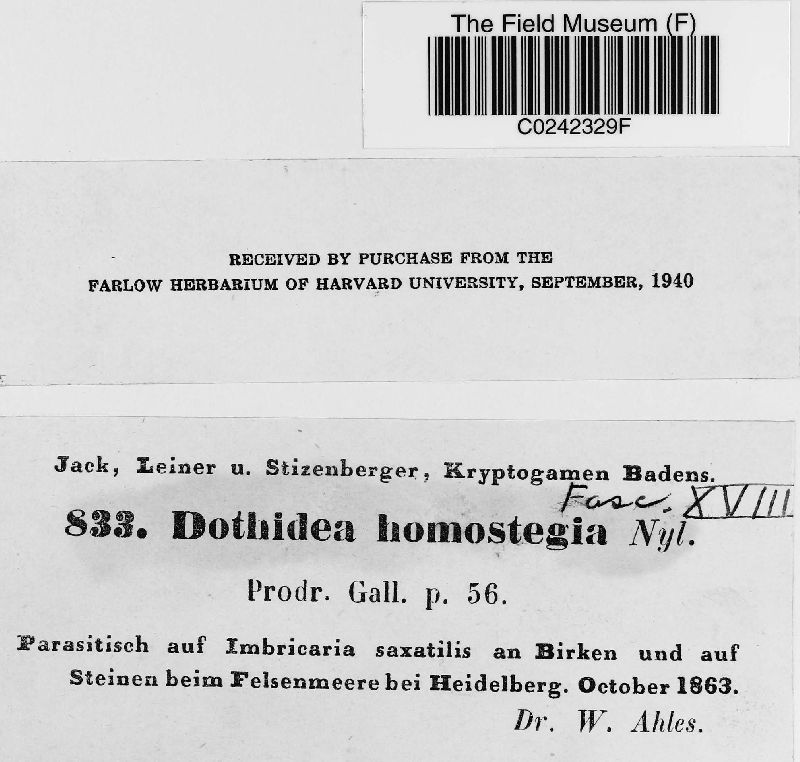 The Field Museum (F)
C0242329F
RECEIVED BY PURCHASE FROM THE
FARLOW HERBARIUM OF HARVARD UNIVERSITY, SEPTEMBER, 1940
Jack, Leiner u. Stizenberger, Kryptogamen Badens.
Fasc. XVIII
833. Dothidea homostegia Nyl.
Prodr. Gall. p. 56.
Parasitisch auf Imbricaria saxatilis an Birken und auf
Steinen beim Felsenmeere bei Heidelberg. October 1863.
Dr. W. Ahles.